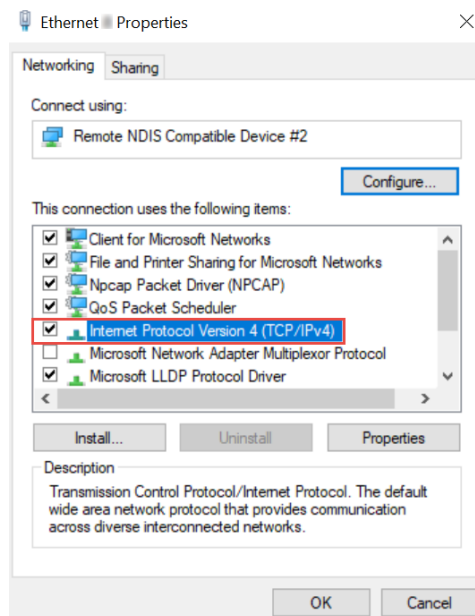 Ethernet Properties
Networking
Sharing
Connect using:
Remote NDIS Compatible Device #2
Configure...
This connection uses the following items:
Client for Microsoft Networks
File and Printer Sharing for Microsoft Networks
Npcap Packet Driver (NPCAP)
QoS Packet Scheduler
Internet Protocol Version 4 (TCP/IPv4)
Microsoft Network Adapter Multiplexor Protocol
Microsoft LLDP Protocol Driver
Install... Uninstall Properties
Description
Transmission Control Protocol/Internet Protocol. The default
wide area network protocol that provides communication
across diverse interconnected networks.
OK Cancel